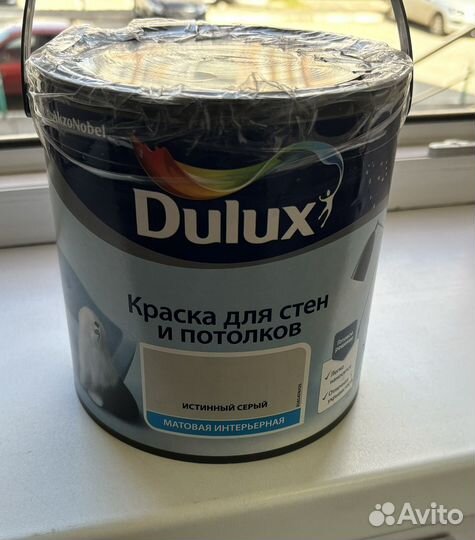 AkzoNobel
Dulux
Краска для стен
и потолков
ИСТИННЫЙ СЕРЫЙ
МАТОВАЯ ИНТЕРЬЕРНАЯ
Avito